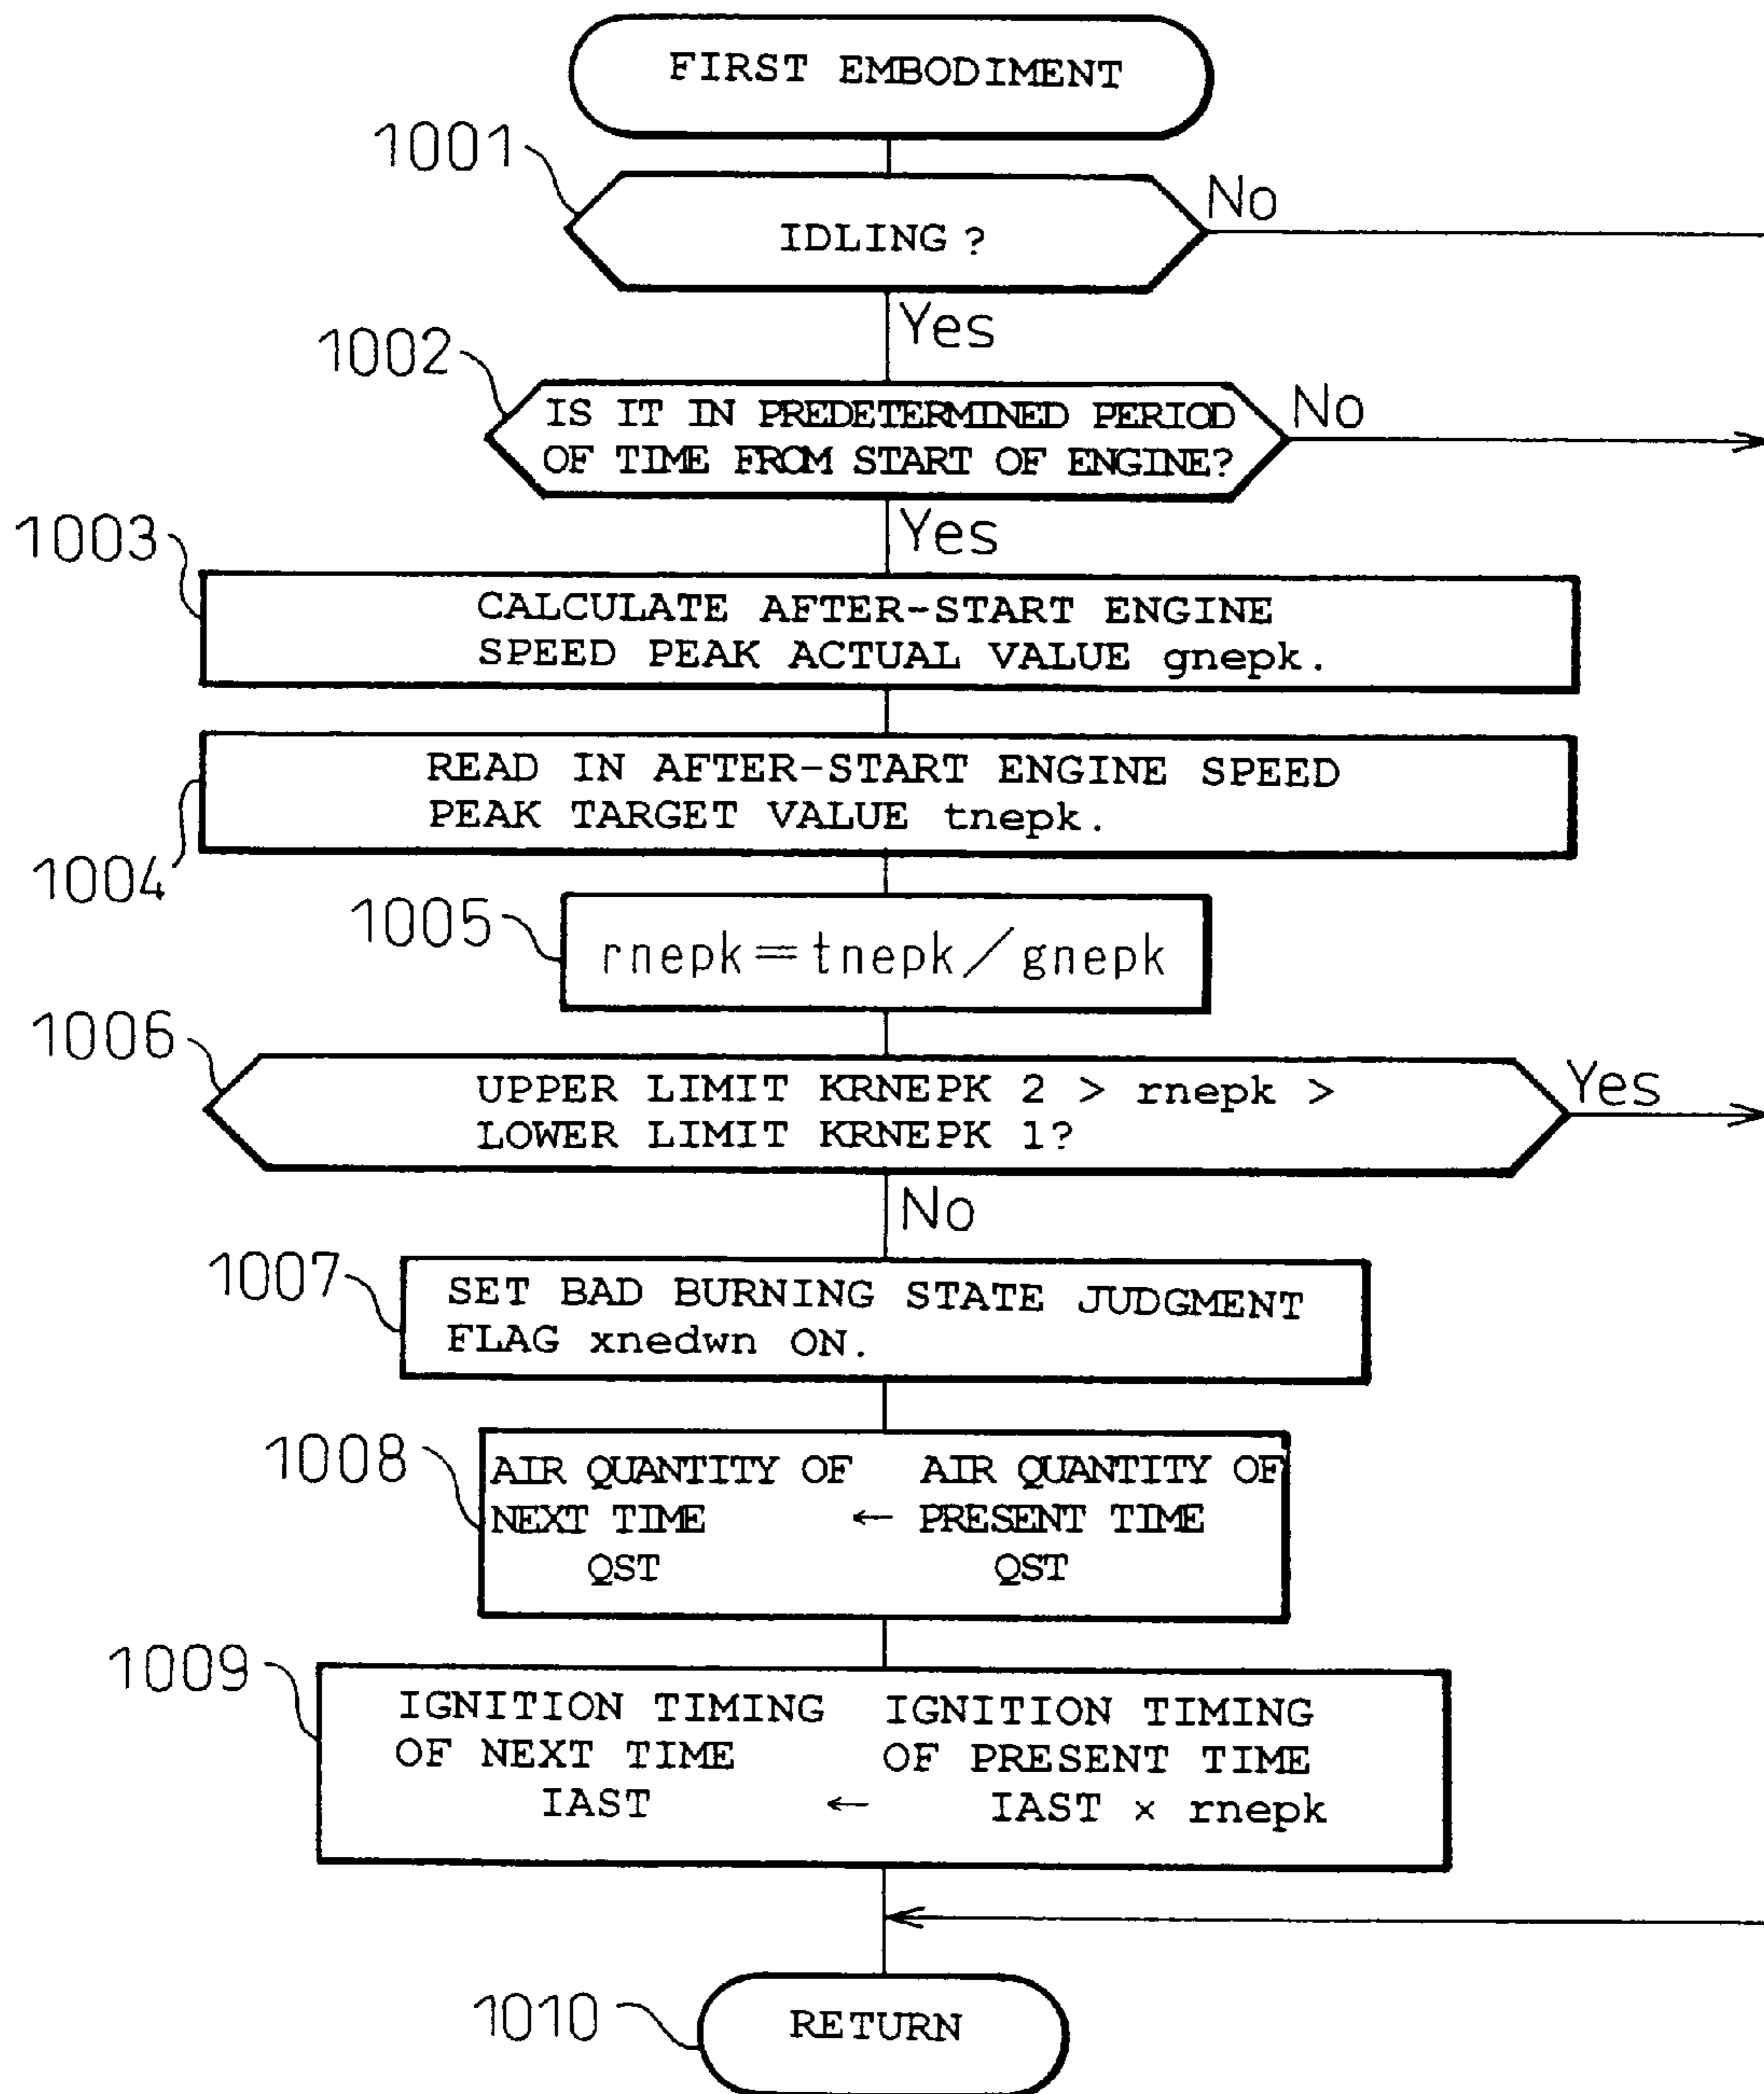 FIRST EMBODIMENT
1001
No
IDLING ?
Yes
1002
No
IS IT IN PREDETERMINED PERIOD
OF TIME FROM START OF ENGINE?
Yes
1003
CALCULATE AFTER-START ENGINE
SPEED PEAK ACTUAL VALUE gnepk.
READ IN AFTER-START ENGINE SPEED
PEAK TARGET VALUE tnepk.
1004
1005
rnepk=tnepk/gnepk
1006
UPPER LIMIT KRNEPK 2 > rnepk >
LOWER LIMIT KRNEPK 1?
Yes
No
1007
SET BAD BURNING STATE JUDGMENT
FLAG xnedwn ON.
1008
AIR QUANTITY OF AIR QUANTITY OF
NEXT TIME ← PRESENT TIME
QST QST
1009
IGNITION TIMING IGNITION TIMING
OF NEXT TIME OF PRESENT TIME
IAST ← IAST × rnepk
1010
RETURN